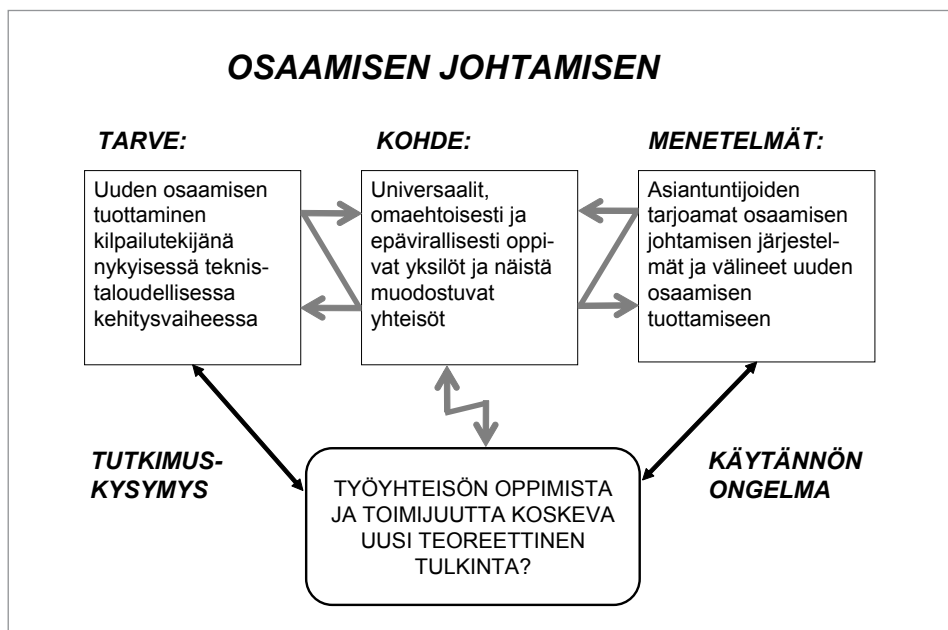 OSAAMISEN JOHTAMISEN
TARVE:
Uuden osaamisen
tuottaminen
kilpailutekijänä
nykyisessä teknis-
taloudellisessa
kehitysvaiheessa
KOHDE:
Universaalit,
omaehtoisesti ja
epävirallisesti oppi-
vat yksilöt ja näistä
muodostuvat
yhteisöt
MENETELMÄT:
Asiantuntijoiden
tarjoamat osaamisen
johtamisen järjestel-
mät ja välineet uuden
osaamisen
tuottamiseen
TUTKIMUS-
KYSYMYS
TYÖYHTEISÖN OPPIMISTA
JA TOIMIJUUTTA KOSKEVA
UUSI TEOREETTINEN
TULKINTA?
KÄYTÄNNÖN
ONGELMA